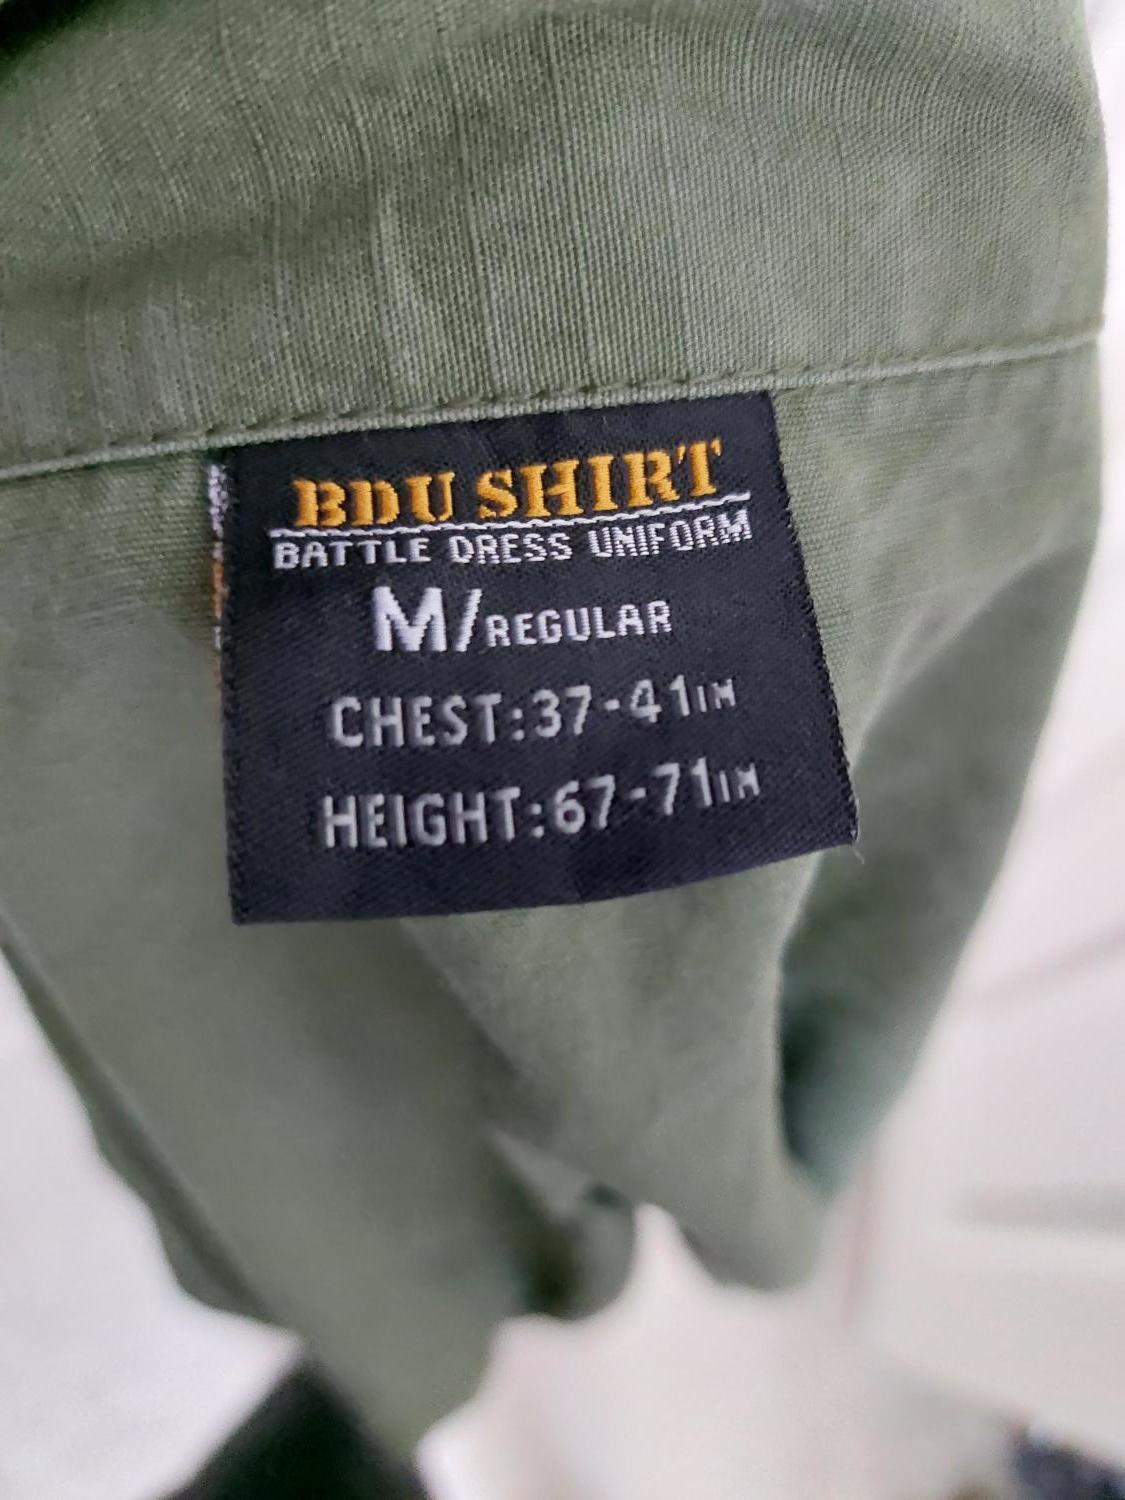 BDU SHIRT
BATTLE DRESS UNIFORM
M/REGULAR
CHEST:37-41IN
HEIGHT:67-71IN